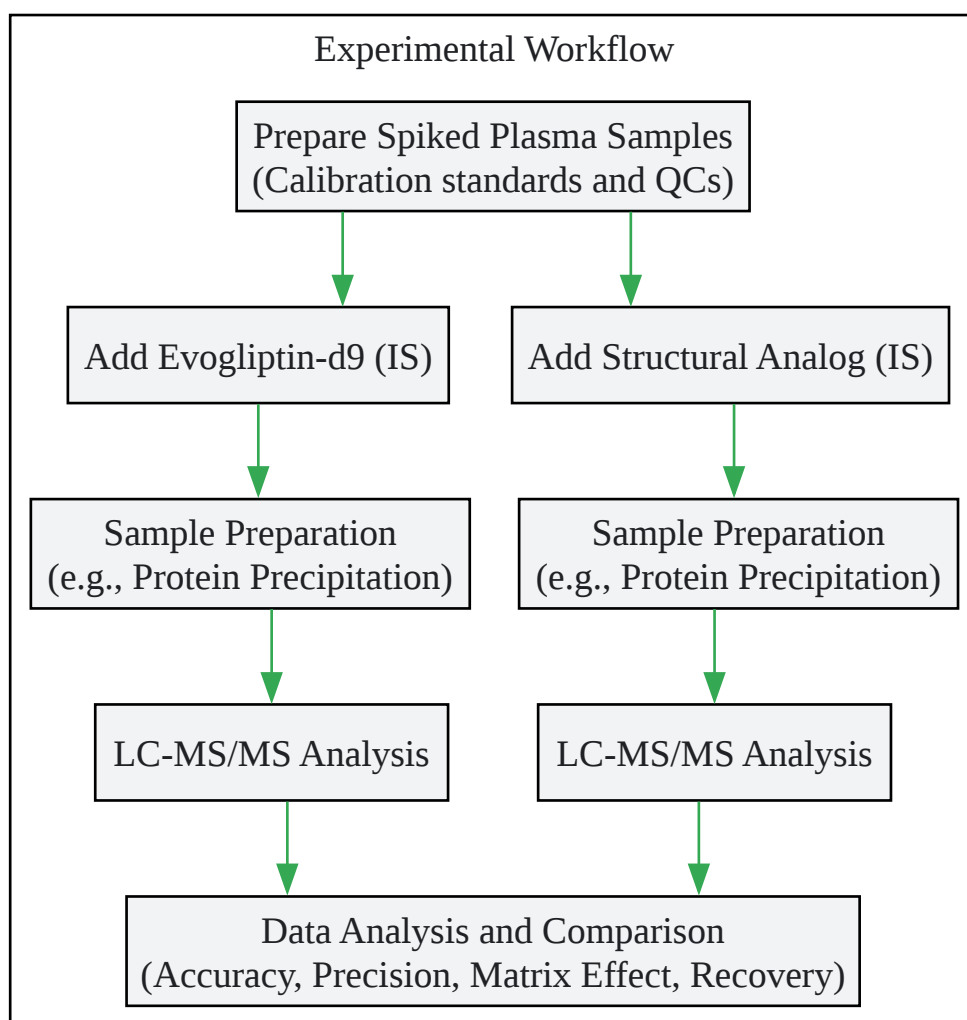 Experimental Workflow
Prepare Spiked Plasma Samples
(Calibration standards and QCs)
Add Evogliptin-d9 (IS)
Add Structural Analog (IS)
Sample Preparation
(e.g., Protein Precipitation)
Sample Preparation
(e.g., Protein Precipitation)
LC-MS/MS Analysis
LC-MS/MS Analysis
Data Analysis and Comparison
(Accuracy, Precision, Matrix Effect, Recovery)